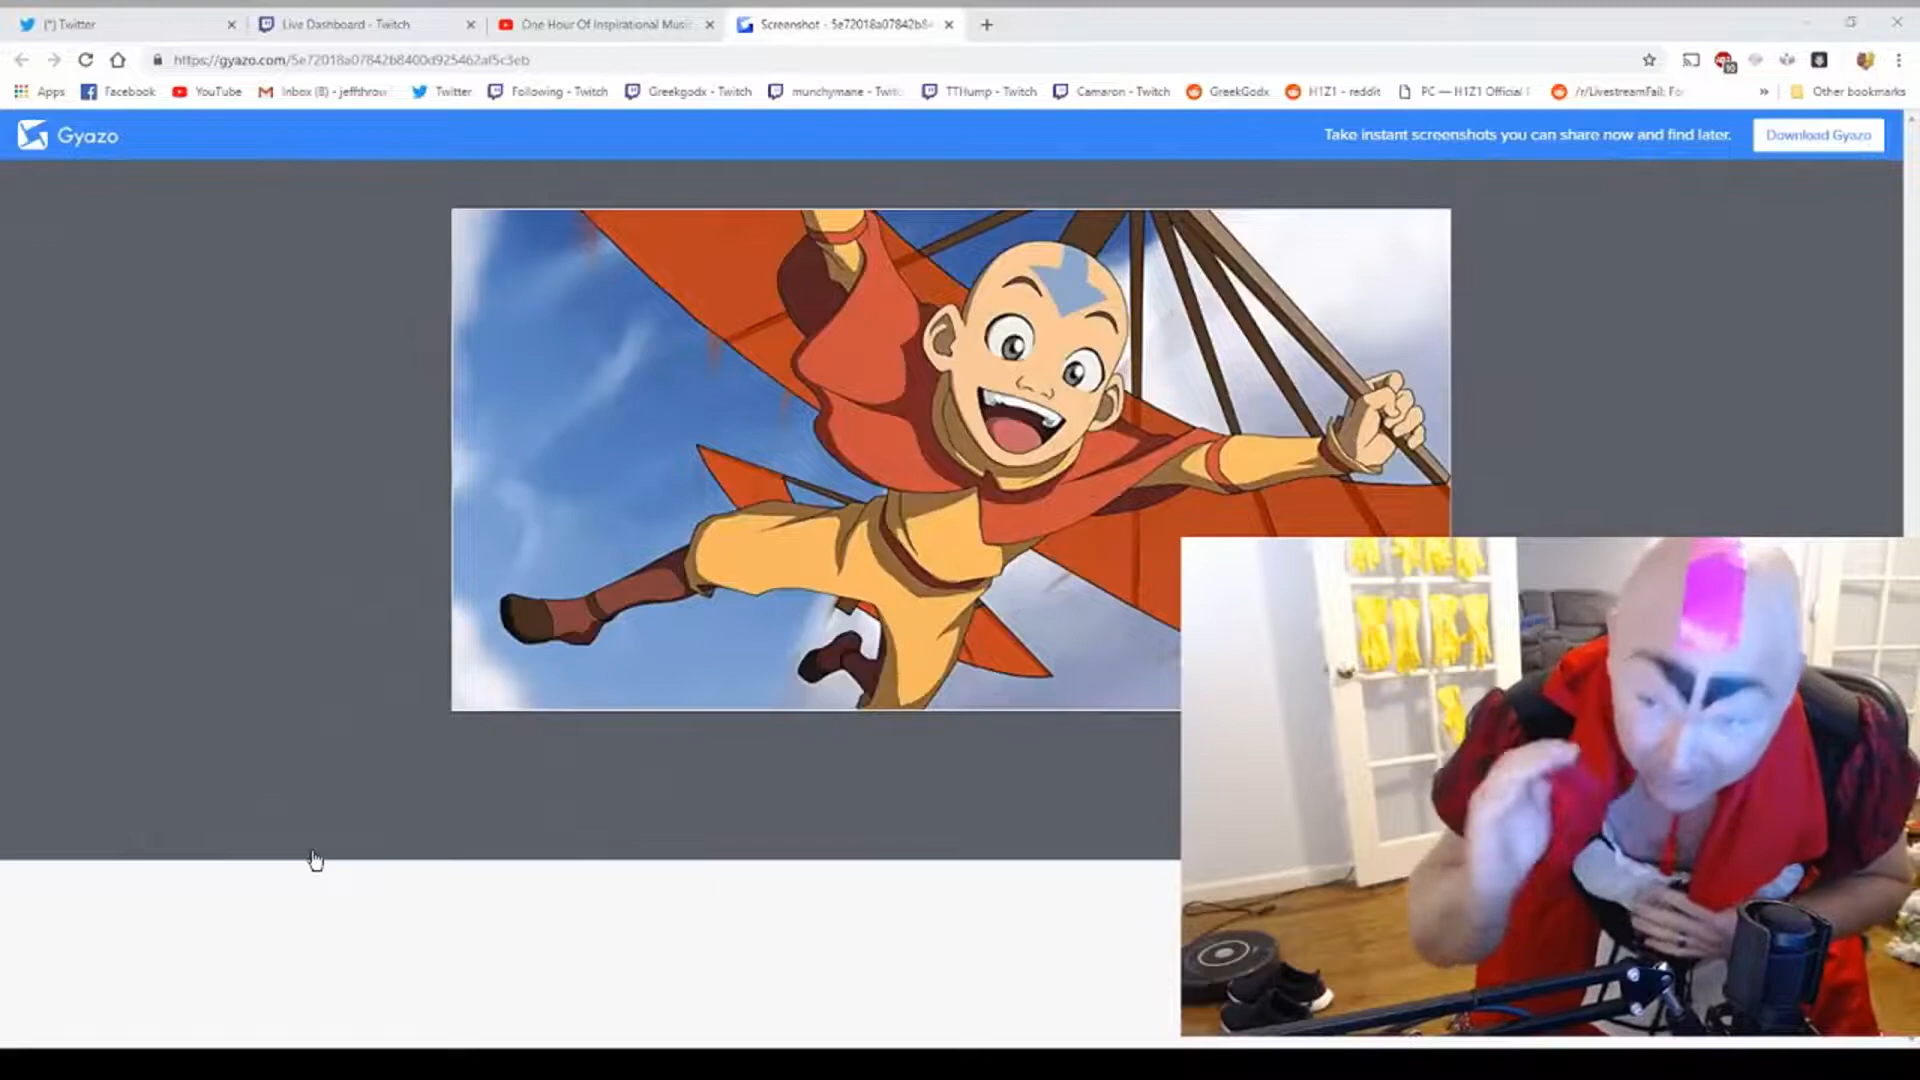 (*) Twitter
Live Dashboard - Twitch
One Hour Of Inspirational Music
Screenshot - 5e72018a07842b84
https://gyazo.com/5e72018a07842b8400d925462af5c3eb
Apps
Facebook
YouTube
Inbox (8) - jeffthrou
Twitter
Following - Twitch
Greekgodx - Twitch
munchymane - Twitc
TTHump - Twitch
Camaron - Twitch
GreekGodx
H1Z1 - reddit
PC — H1Z1 Official
/r/LivestreamFail: Fo
Other bookmarks
Gyazo
Take instant screenshots you can share now and find later.
Download Gyazo